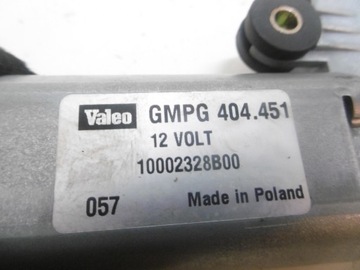 Valeo GMPG 404.451
12 VOLT
10002328B00
057 Made in Poland